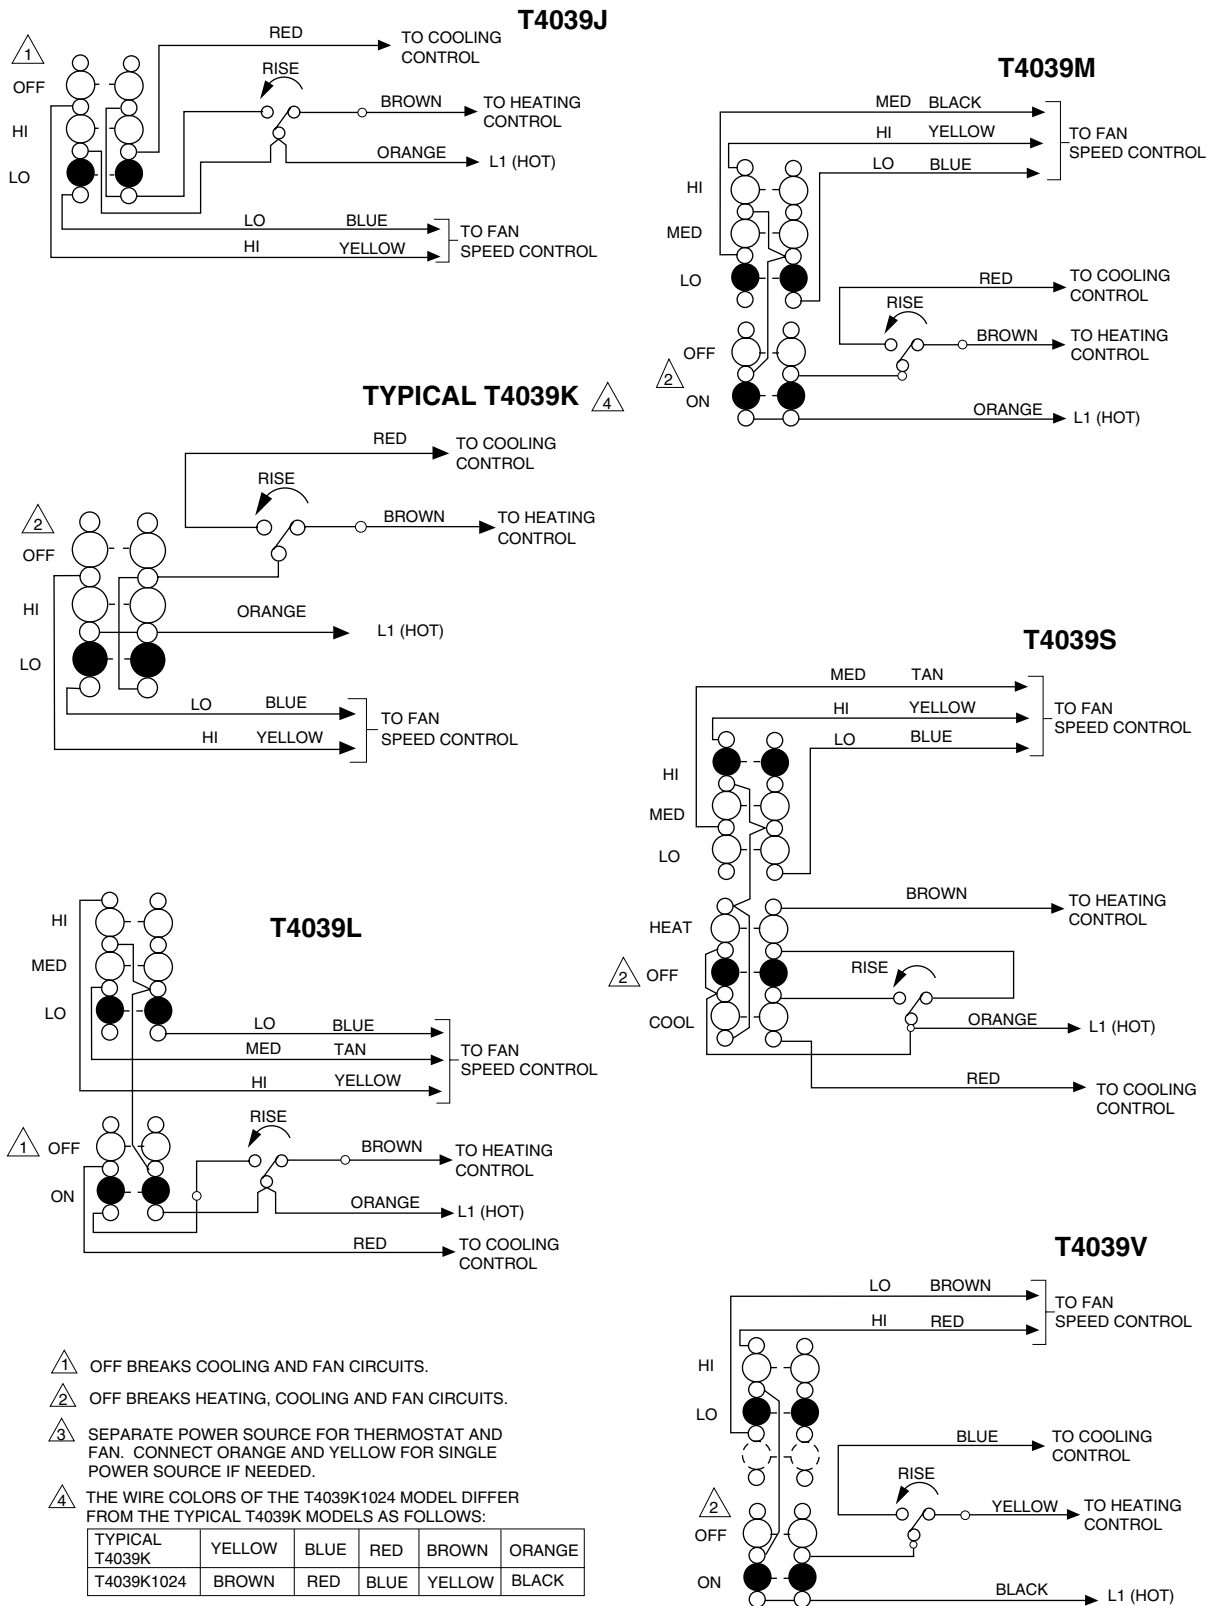 T4039J
1
OFF
HI
LO
RED
TO COOLING
CONTROL
RISE
BROWN
TO HEATING
CONTROL
ORANGE
L1 (HOT)
LO BLUE
HI YELLOW
TO FAN
SPEED CONTROL
TYPICAL T4039K 4
RED
TO COOLING
CONTROL
RISE
2
OFF
HI
LO
BROWN
TO HEATING
CONTROL
ORANGE
L1 (HOT)
LO BLUE
HI YELLOW
TO FAN
SPEED CONTROL
T4039L
HI
MED
LO
LO BLUE
MED TAN
HI YELLOW
TO FAN
SPEED CONTROL
RISE
1 OFF
ON
BROWN
TO HEATING
CONTROL
ORANGE
L1 (HOT)
RED
TO COOLING
CONTROL
1 OFF BREAKS COOLING AND FAN CIRCUITS.
2 OFF BREAKS HEATING, COOLING AND FAN CIRCUITS.
3 SEPARATE POWER SOURCE FOR THERMOSTAT AND
FAN. CONNECT ORANGE AND YELLOW FOR SINGLE
POWER SOURCE IF NEEDED.
4 THE WIRE COLORS OF THE T4039K1024 MODEL DIFFER
FROM THE TYPICAL T4039K MODELS AS FOLLOWS:
TYPICAL
T4039K YELLOW BLUE RED BROWN ORANGE
T4039K1024 BROWN RED BLUE YELLOW BLACK
T4039M
MED BLACK
HI YELLOW
LO BLUE
TO FAN
SPEED CONTROL
HI
MED
LO
RED
TO COOLING
CONTROL
RISE
BROWN
TO HEATING
CONTROL
OFF
2
ON
ORANGE
L1 (HOT)
T4039S
MED TAN
HI YELLOW
LO BLUE
TO FAN
SPEED CONTROL
HI
MED
LO
BROWN
TO HEATING
CONTROL
HEAT
2 OFF
COOL
RISE
ORANGE
L1 (HOT)
RED
TO COOLING
CONTROL
T4039V
LO BROWN
HI RED
TO FAN
SPEED CONTROL
HI
LO
BLUE
TO COOLING
CONTROL
RISE
YELLOW
TO HEATING
CONTROL
2
OFF
ON
BLACK
L1 (HOT)